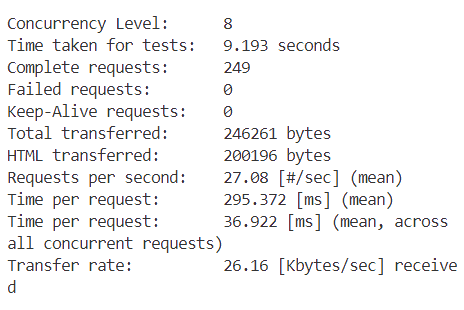 Concurrency Level:      8
Time taken for tests:   9.193 seconds
Complete requests:      249
Failed requests:        0
Keep-Alive requests:    0
Total transferred:      246261 bytes
HTML transferred:       200196 bytes
Requests per second:    27.08 [#/sec] (mean)
Time per request:       295.372 [ms] (mean)
Time per request:       36.922 [ms] (mean, across
all concurrent requests)
Transfer rate:          26.16 [Kbytes/sec] receive
d